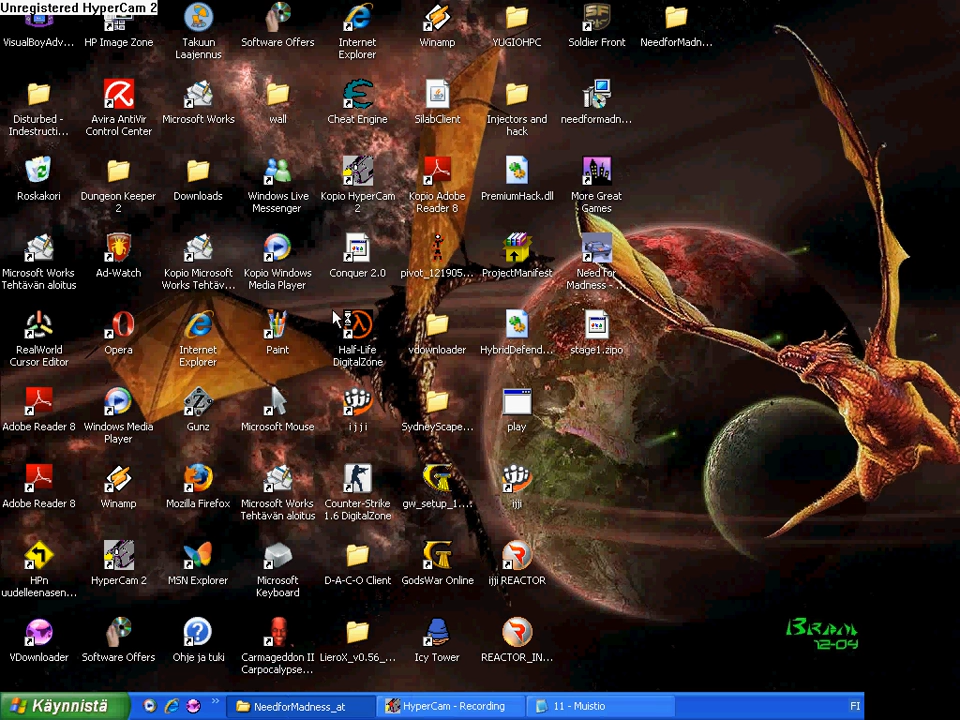 Unregistered HyperCam 2
VisualBoyAdv...
HP Image Zone
Takuun
Laajennus
Software Offers
Internet
Explorer
Winamp
YUGIOHPC
Soldier Front
NeedforMadn...
Disturbed -
Indestructi...
Avira AntiVir
Control Center
Microsoft Works
wall
Cheat Engine
SilabClient
Injectors and
hack
needformadn...
Roskakori
Dungeon Keeper
2
Downloads
Windows Live
Messenger
Kopio HyperCam
2
Kopio Adobe
Reader 8
PremiumHack.dll
More Great
Games
Microsoft Works
Tehtävän aloitus
Ad-Watch
Kopio Microsoft
Works Tehtäv...
Kopio Windows
Media Player
Conquer 2.0
pivot_121905...
ProjectManifest
Need for
Madness - ...
RealWorld
Cursor Editor
Opera
Internet
Explorer
Paint
Half-Life
DigitalZone
vdownloader
HybridDefend...
stage1.zipo
Adobe Reader 8
Windows Media
Player
Gunz
Microsoft Mouse
ijji
SydneyScape...
play
Adobe Reader 8
Winamp
Mozilla Firefox
Microsoft Works
Tehtävän aloitus
Counter-Strike
1.6 DigitalZone
gw_setup_1...
ijji
HPn
uudelleenasen...
HyperCam 2
MSN Explorer
Microsoft
Keyboard
D-A-C-O Client
GodsWar Online
ijji REACTOR
VDownloader
Software Offers
Ohje ja tuki
Carmageddon II
Carpocalypse...
LieroX_v0.56_...
Icy Tower
REACTOR_IN...
12-04
Käynnistä
NeedforMadness_at
HyperCam - Recording
11 - Muistio
FI